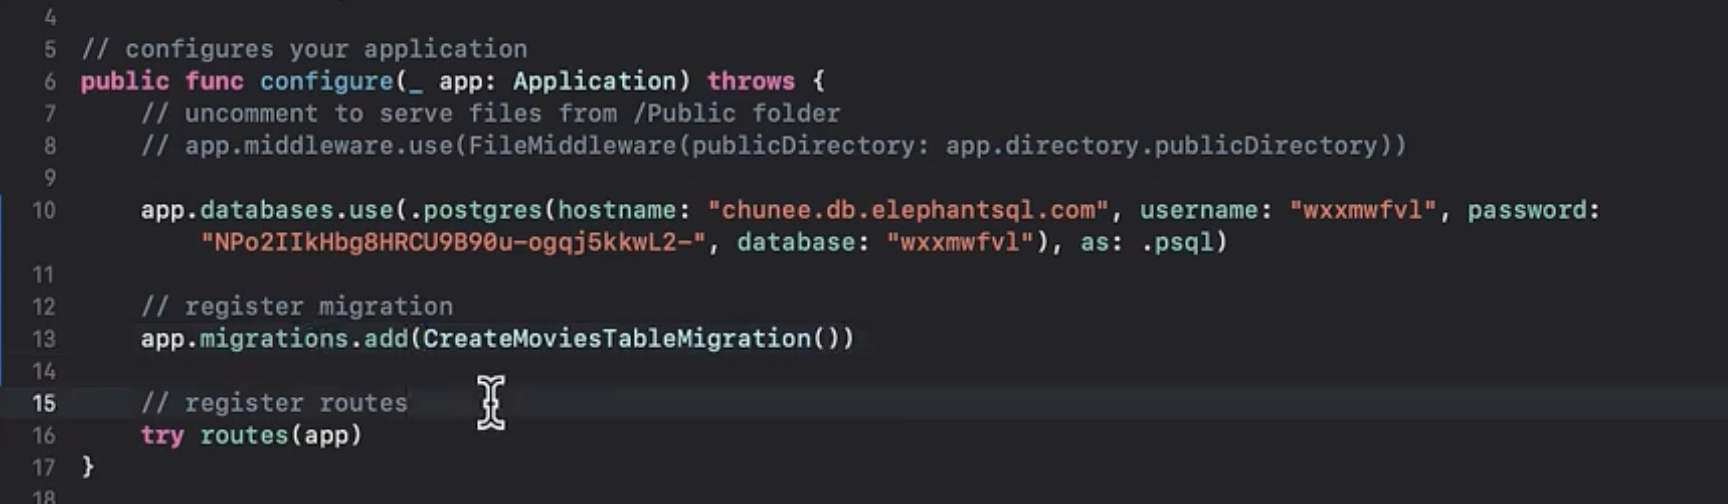 4
5 // configures your application
6 public func configure(_ app: Application) throws {
7 // uncomment to serve files from /Public folder
8 // app.middleware.use(FileMiddleware(publicDirectory: app.directory.publicDirectory))
9
10 app.databases.use(.postgres(hostname: "chunee.db.elephantsql.com", username: "wxxmwfvl", password:
"NPo2IIkHbg8HRCU9B90u-ogqj5kkwL2-", database: "wxxmwfvl"), as: .psql)
11
12 // register migration
13 app.migrations.add(CreateMoviesTableMigration())
14
15 // register routes
16 try routes(app)
17 }
18